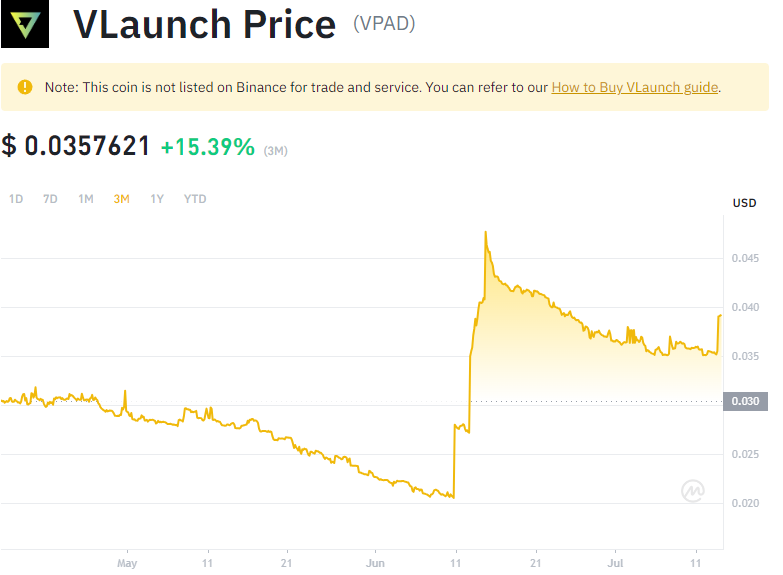 VLaunch Price (VPAD)
Note: This coin is not listed on Binance for trade and service. You can refer to our How to Buy VLaunch guide.
$ 0.0357621 +15.39% (3M)
1D 7D 1M 3M 1Y YTD
USD
0.045
0.040
0.035
0.030
0.025
0.020
May 11 21 Jun 11 21 Jul 11